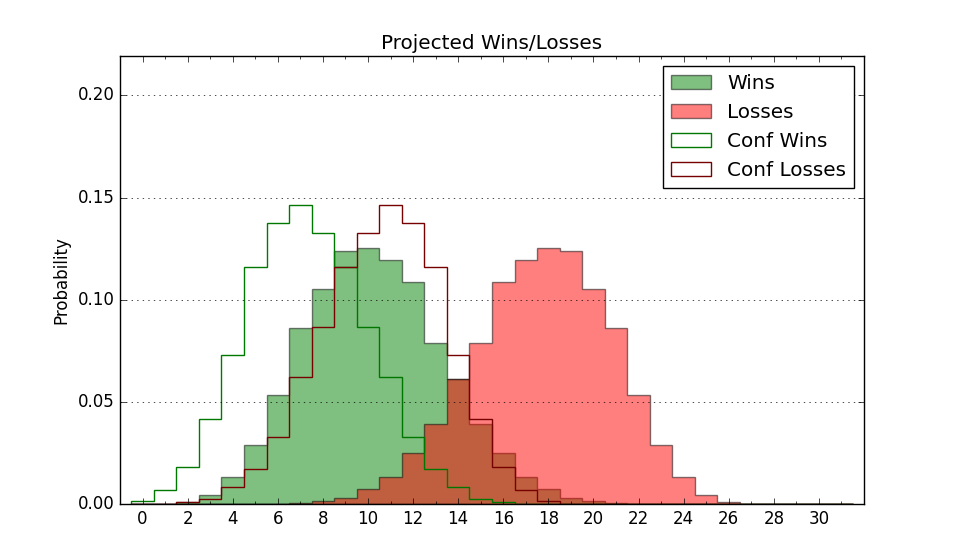 Projected Wins/Losses
Wins
Losses
Conf Wins
Conf Losses
Probability
0.20
0.15
0.10
0.05
0.00
0 2 4 6 8 10 12 14 16 18 20 22 24 26 28 30